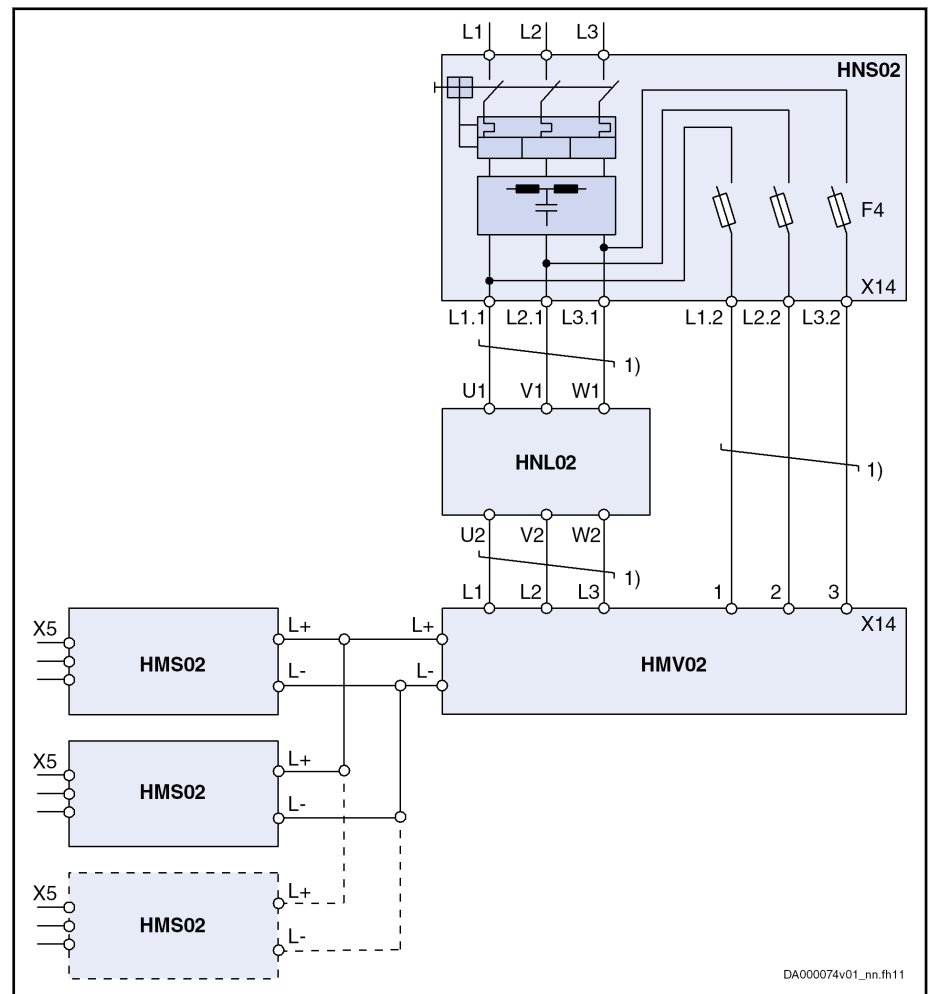 L1 L2 L3
HNS02
F4
X14
L1.1 L2.1 L3.1 L1.2 L2.2 L3.2
1)
U1 V1 W1
HNL02
1)
U2 V2 W2
1)
L1 L2 L3 1 2 3
X14
X5 L+ L+
HMS02 HMV02
L- L-
X5 L+
HMS02
L-
X5 L+
HMS02
L-
DA000074v01_nn.fh11